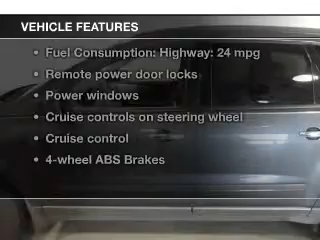 VEHICLE FEATURES
• Fuel Consumption: Highway: 24 mpg
• Remote power door locks
• Power windows
• Cruise controls on steering wheel
• Cruise control
• 4-wheel ABS Brakes